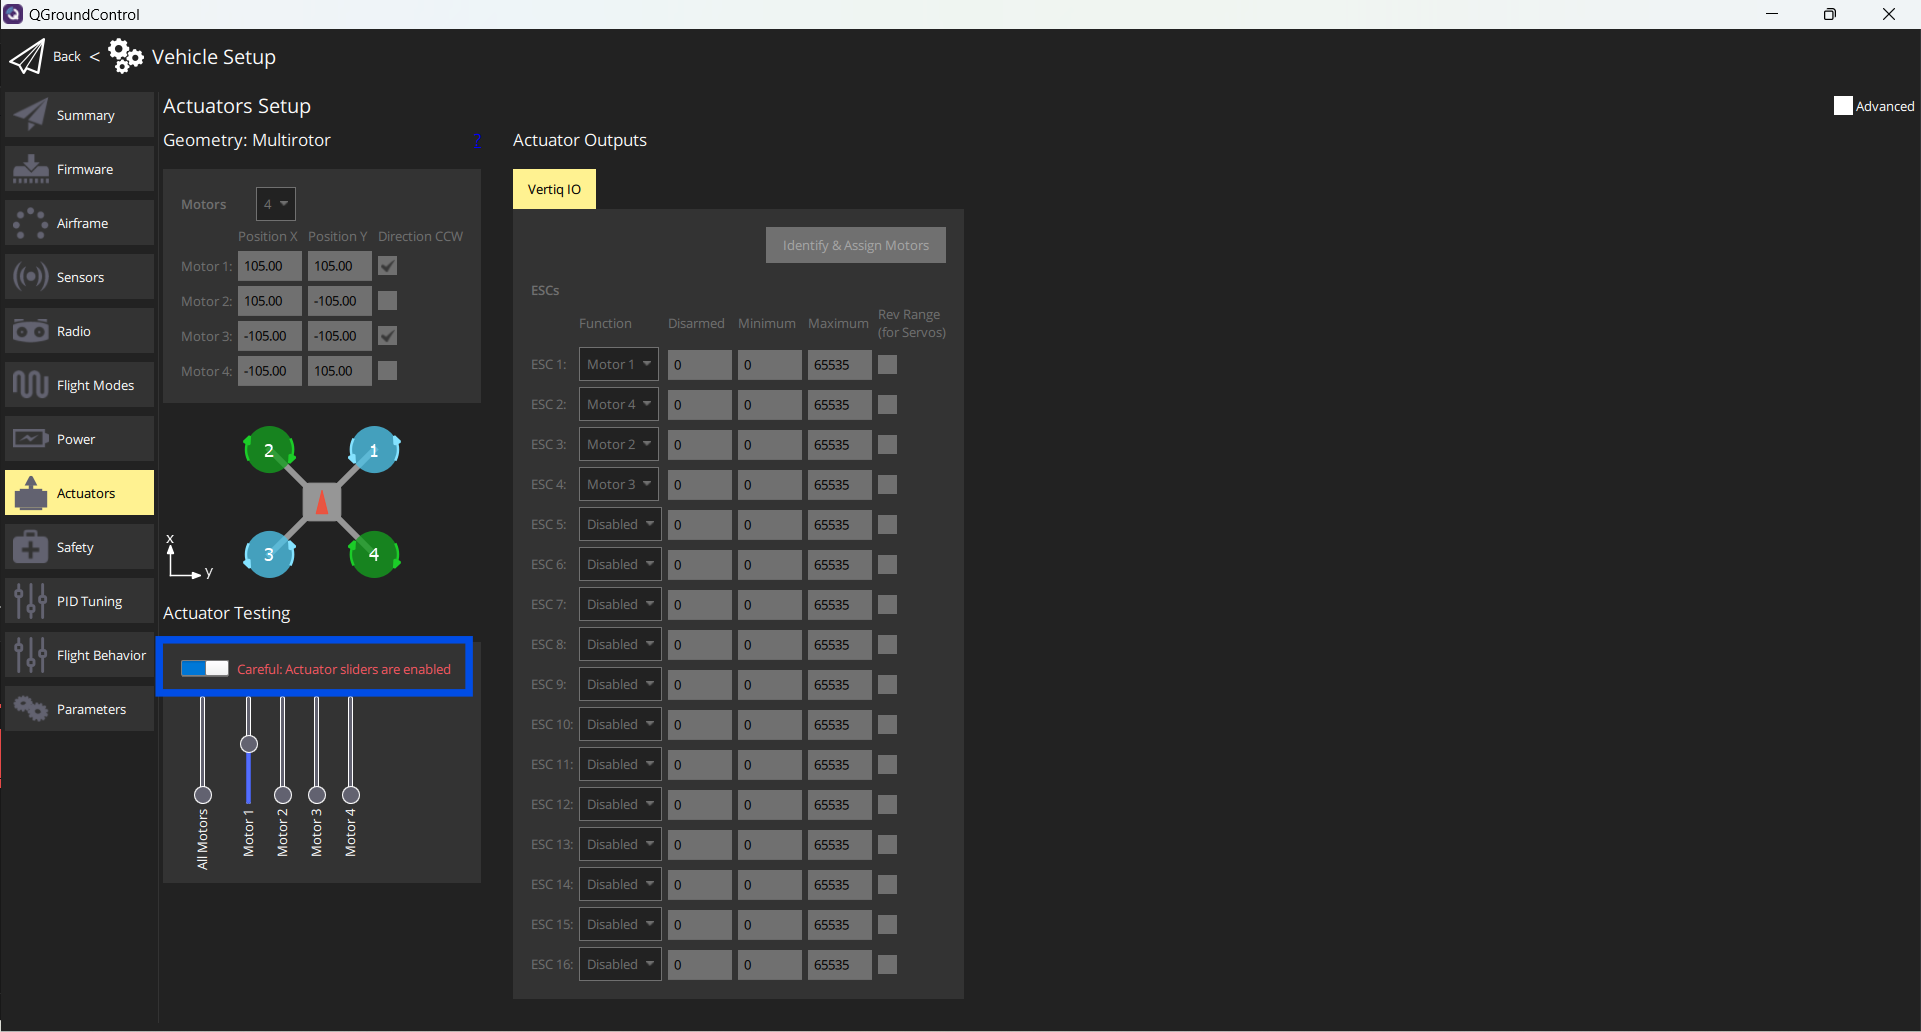 QGroundControl
Back < Vehicle Setup
Summary
Firmware
Airframe
Sensors
Radio
Flight Modes
Power
Actuators
Safety
PID Tuning
Flight Behavior
Parameters
Actuators Setup
Advanced
Geometry: Multirotor ?
Motors 4
Position X Position Y Direction CCW
Motor 1: 105.00 105.00
Motor 2: 105.00 -105.00
Motor 3: -105.00 -105.00
Motor 4: -105.00 105.00
2 1
3 4
x
y
Actuator Testing
Careful: Actuator sliders are enabled
All Motors
Motor 1
Motor 2
Motor 3
Motor 4
Actuator Outputs
Vertiq IO
Identify & Assign Motors
ESCs
Function Disarmed Minimum Maximum Rev Range
(for Servos)
ESC 1: Motor 1 0 0 65535
ESC 2: Motor 4 0 0 65535
ESC 3: Motor 2 0 0 65535
ESC 4: Motor 3 0 0 65535
ESC 5: Disabled 0 0 65535
ESC 6: Disabled 0 0 65535
ESC 7: Disabled 0 0 65535
ESC 8: Disabled 0 0 65535
ESC 9: Disabled 0 0 65535
ESC 10: Disabled 0 0 65535
ESC 11: Disabled 0 0 65535
ESC 12: Disabled 0 0 65535
ESC 13: Disabled 0 0 65535
ESC 14: Disabled 0 0 65535
ESC 15: Disabled 0 0 65535
ESC 16: Disabled 0 0 65535